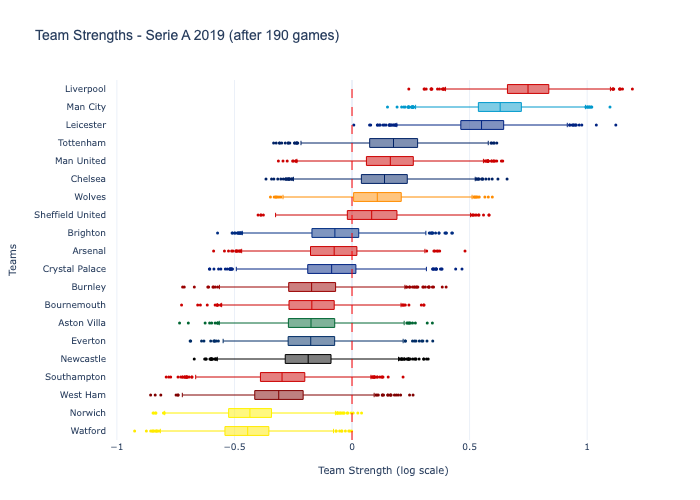 Team Strengths - Serie A 2019 (after 190 games)
Liverpool
Man City
Leicester
Tottenham
Man United
Chelsea
Wolves
Sheffield United
Brighton
Arsenal
Crystal Palace
Burnley
Bournemouth
Aston Villa
Everton
Newcastle
Southampton
West Ham
Norwich
Watford
Teams
−1 −0.5 0 0.5 1
Team Strength (log scale)